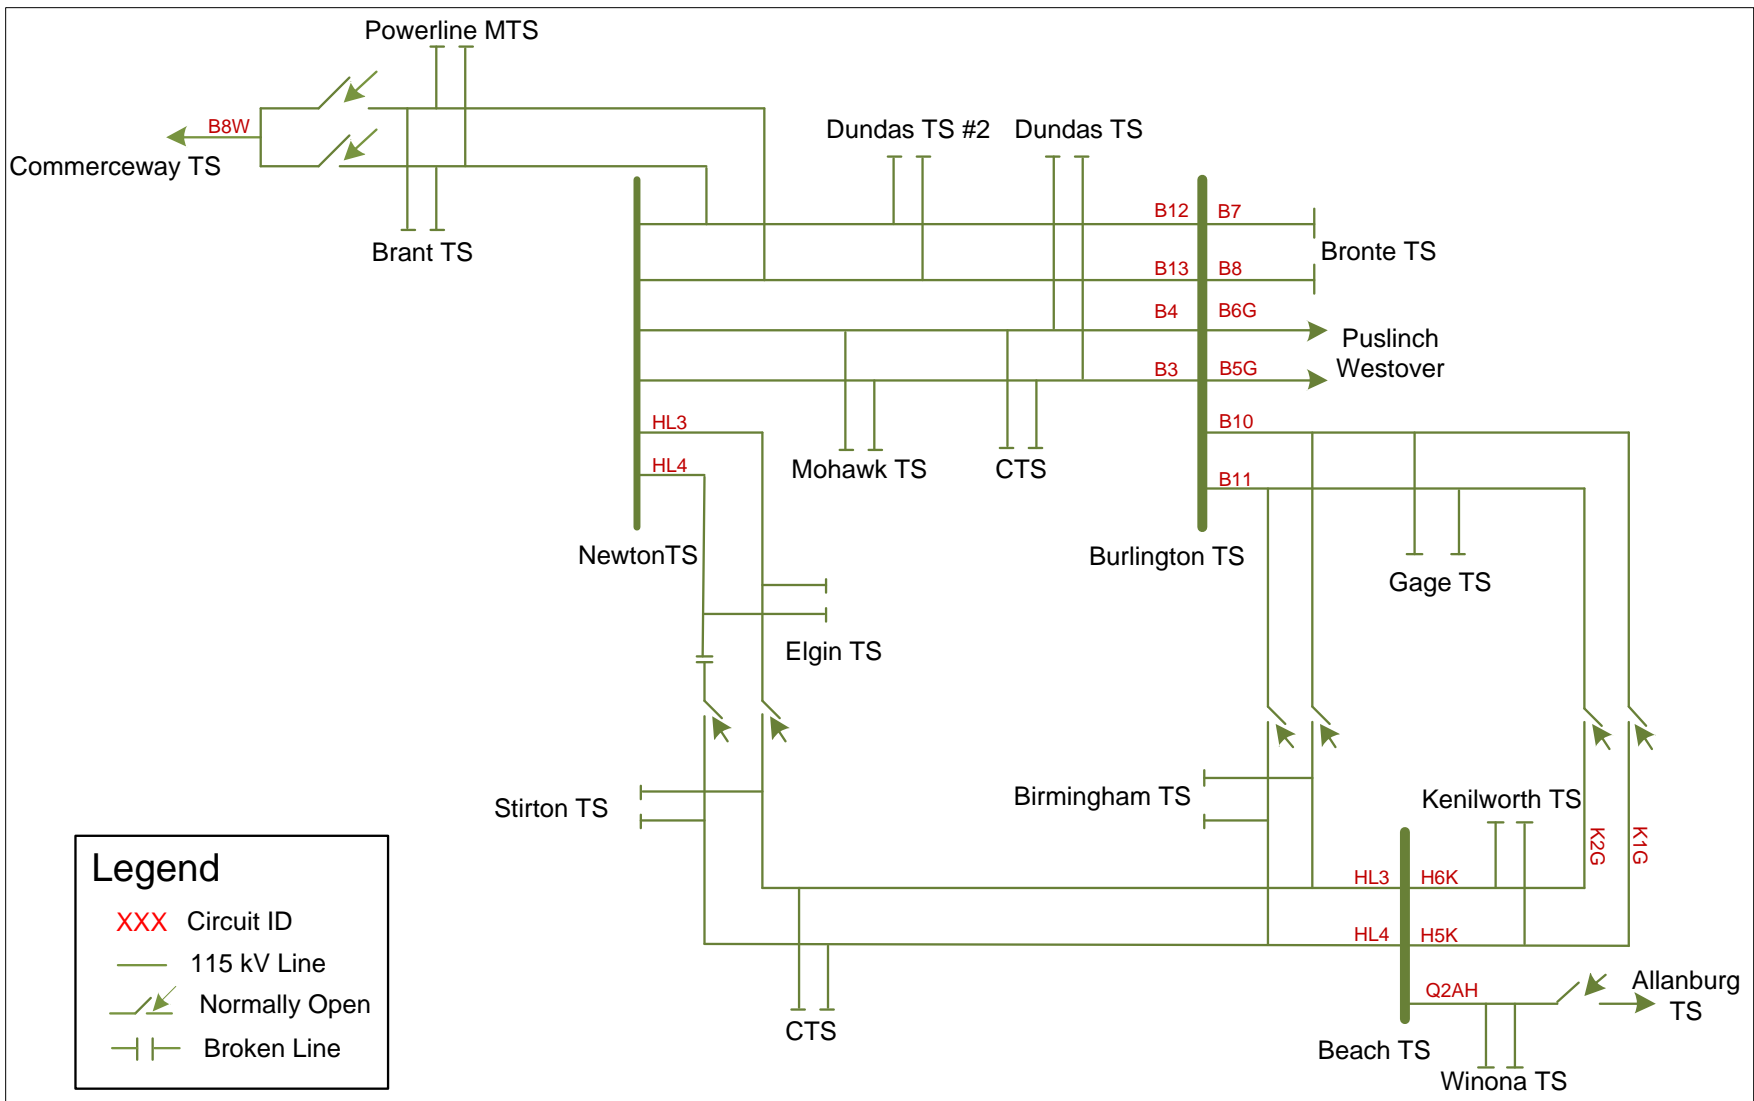 Powerline MTS
B8W
Commerceway TS
Dundas TS #2
Dundas TS
Brant TS
B12
B7
Bronte TS
B13
B8
B4
B6G
Puslinch
Westover
B3
B5G
HL3
HL4
Mohawk TS
CTS
B10
B11
NewtonTS
Burlington TS
Gage TS
Elgin TS
Stirton TS
Birmingham TS
Kenilworth TS
K2G
K1G
HL3
H6K
HL4
H5K
Q2AH
Allanburg
TS
CTS
Beach TS
Winona TS
Legend
XXX Circuit ID
115 kV Line
Normally Open
Broken Line